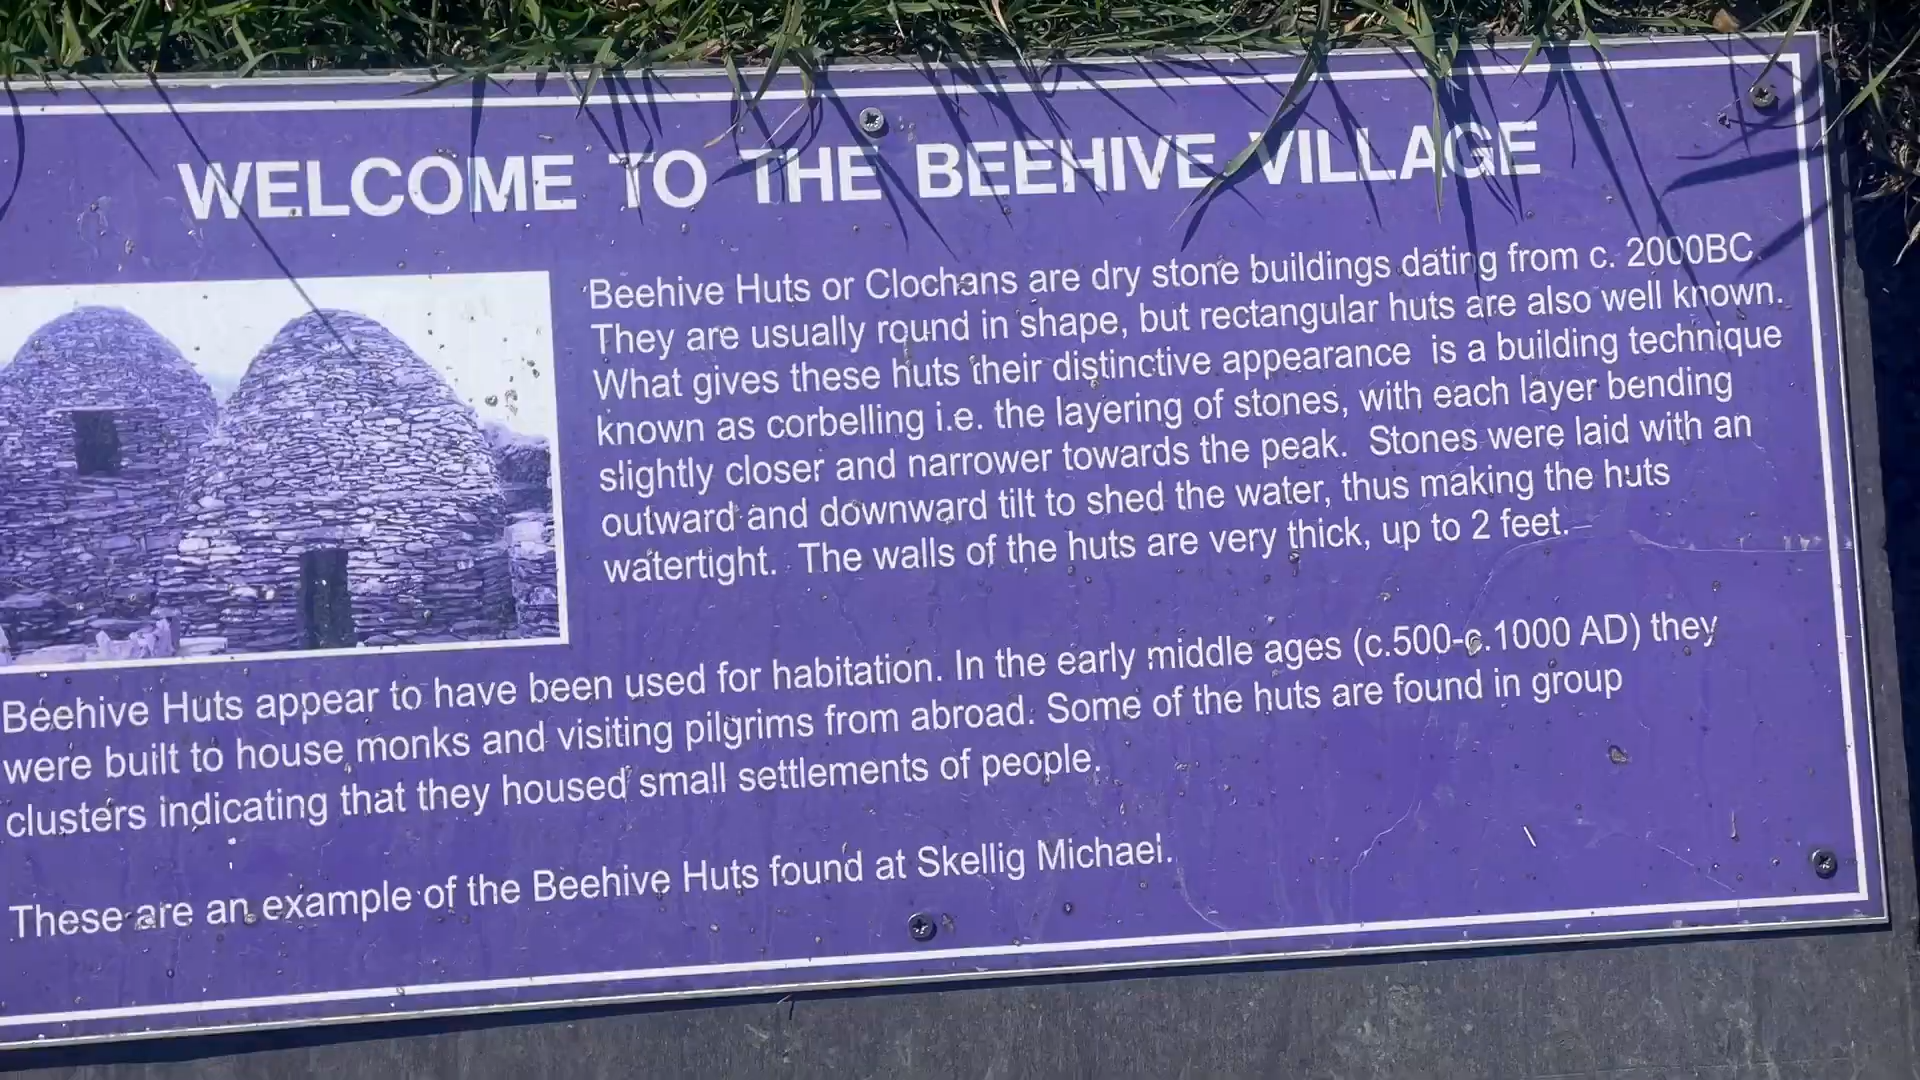 WELCOME TO THE BEEHIVE VILLAGE
Beehive Huts or Clochans are dry stone buildings dating from c. 2000BC.
They are usually round in shape, but rectangular huts are also well known.
What gives these huts their distinctive appearance is a building technique
known as corbelling i.e. the layering of stones, with each layer bending
slightly closer and narrower towards the peak. Stones were laid with an
outward and downward tilt to shed the water, thus making the huts
watertight. The walls of the huts are very thick, up to 2 feet.
Beehive Huts appear to have been used for habitation. In the early middle ages (c.500-c.1000 AD) they
were built to house monks and visiting pilgrims from abroad. Some of the huts are found in group
clusters indicating that they housed small settlements of people.
These are an example of the Beehive Huts found at Skellig Michael.